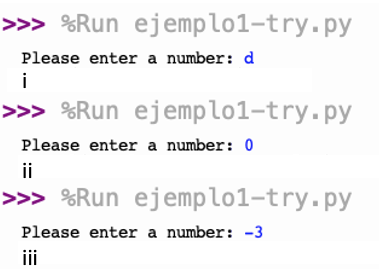 >>> %Run ejemplo1-try.py
Please enter a number: d
i
>>> %Run ejemplo1-try.py
Please enter a number: 0
ii
>>> %Run ejemplo1-try.py
Please enter a number: -3
iii